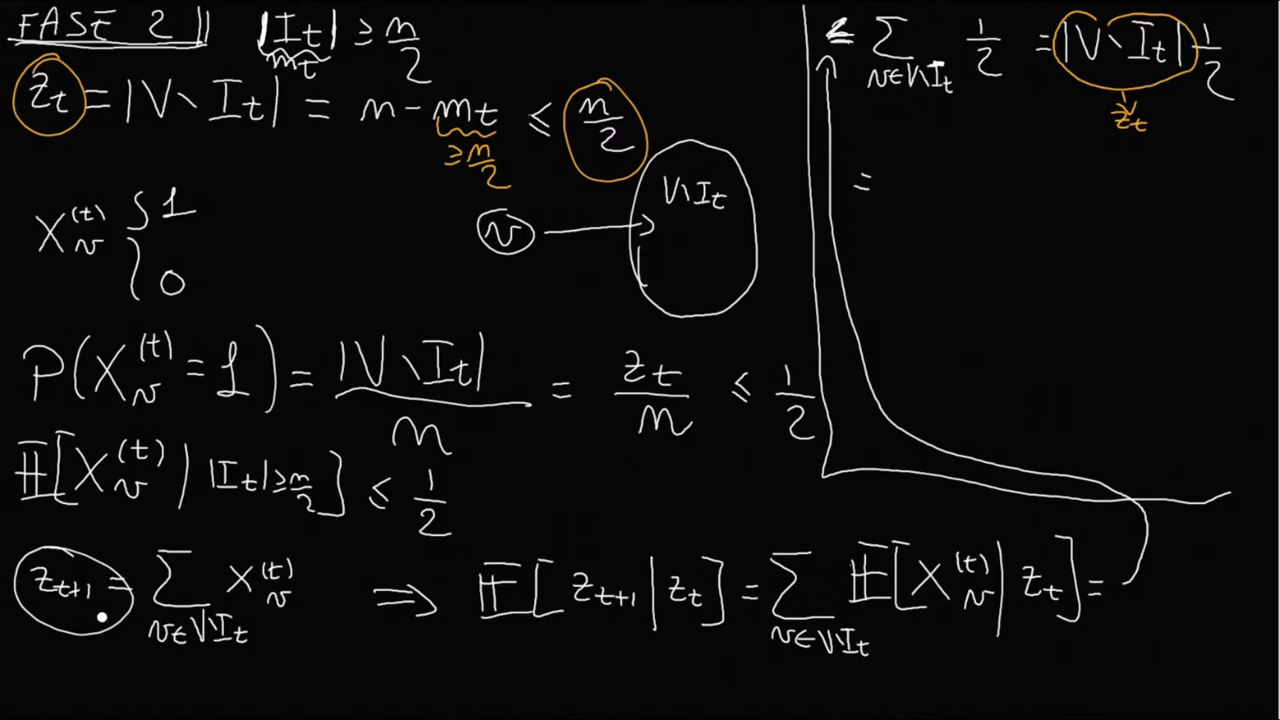 FASE 2 |I_t| ≥ n/2
m_t
Z_t = |V∖I_t| = n - m_t ≤ n/2
≥ n/2
X_v^(t) { 1
0
v → V∖I_t
P(X_v^(t) = 1) = |V∖I_t| / n = Z_t / n ≤ 1/2
E[X_v^(t) | |I_t| ≥ n/2] ≤ 1/2
Z_{t+1} = ∑_{v∈V∖I_t} X_v^(t) ⇒ E[Z_{t+1} | Z_t] = ∑_{v∈V∖I_t} E[X_v^(t) | Z_t] =
≤ ∑_{v∈V∖I_t} 1/2 = |V∖I_t| 1/2
Z_t
=